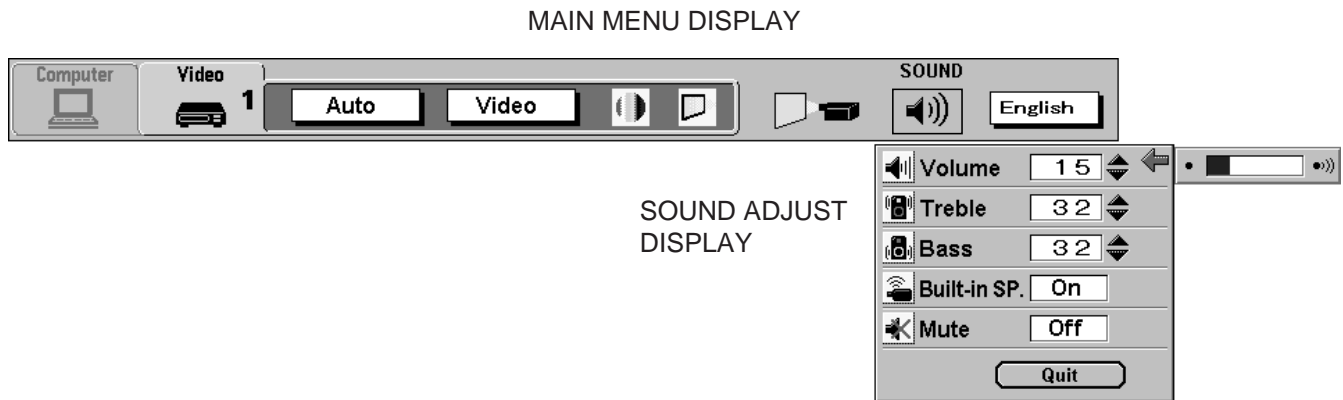 MAIN MENU DISPLAY
Computer
Video
SOUND
1
Auto
Video
English
SOUND ADJUST
DISPLAY
Volume 15
Treble 32
Bass 32
Built-in SP. On
Mute Off
Quit